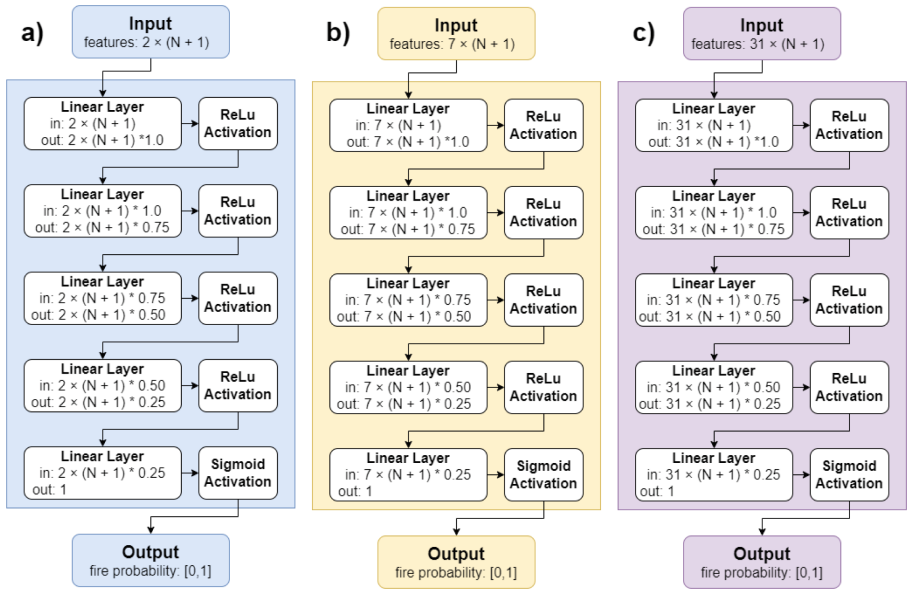 a)
Input
features: 2 × (N + 1)
Linear Layer
in: 2 × (N + 1)
out: 2 × (N + 1) *1.0
ReLu
Activation
Linear Layer
in: 2 × (N + 1) * 1.0
out: 2 × (N + 1) * 0.75
ReLu
Activation
Linear Layer
in: 2 × (N + 1) * 0.75
out: 2 × (N + 1) * 0.50
ReLu
Activation
Linear Layer
in: 2 × (N + 1) * 0.50
out: 2 × (N + 1) * 0.25
ReLu
Activation
Linear Layer
in: 2 × (N + 1) * 0.25
out: 1
Sigmoid
Activation
Output
fire probability: [0,1]
b)
Input
features: 7 × (N + 1)
Linear Layer
in: 7 × (N + 1)
out: 7 × (N + 1) *1.0
ReLu
Activation
Linear Layer
in: 7 × (N + 1) * 1.0
out: 7 × (N + 1) * 0.75
ReLu
Activation
Linear Layer
in: 7 × (N + 1) * 0.75
out: 7 × (N + 1) * 0.50
ReLu
Activation
Linear Layer
in: 7 × (N + 1) * 0.50
out: 7 × (N + 1) * 0.25
ReLu
Activation
Linear Layer
in: 7 × (N + 1) * 0.25
out: 1
Sigmoid
Activation
Output
fire probability: [0,1]
c)
Input
features: 31 × (N + 1)
Linear Layer
in: 31 × (N + 1)
out: 31 × (N + 1) *1.0
ReLu
Activation
Linear Layer
in: 31 × (N + 1) * 1.0
out: 31 × (N + 1) * 0.75
ReLu
Activation
Linear Layer
in: 31 × (N + 1) * 0.75
out: 31 × (N + 1) * 0.50
ReLu
Activation
Linear Layer
in: 31 × (N + 1) * 0.50
out: 31 × (N + 1) * 0.25
ReLu
Activation
Linear Layer
in: 31 × (N + 1) * 0.25
out: 1
Sigmoid
Activation
Output
fire probability: [0,1]